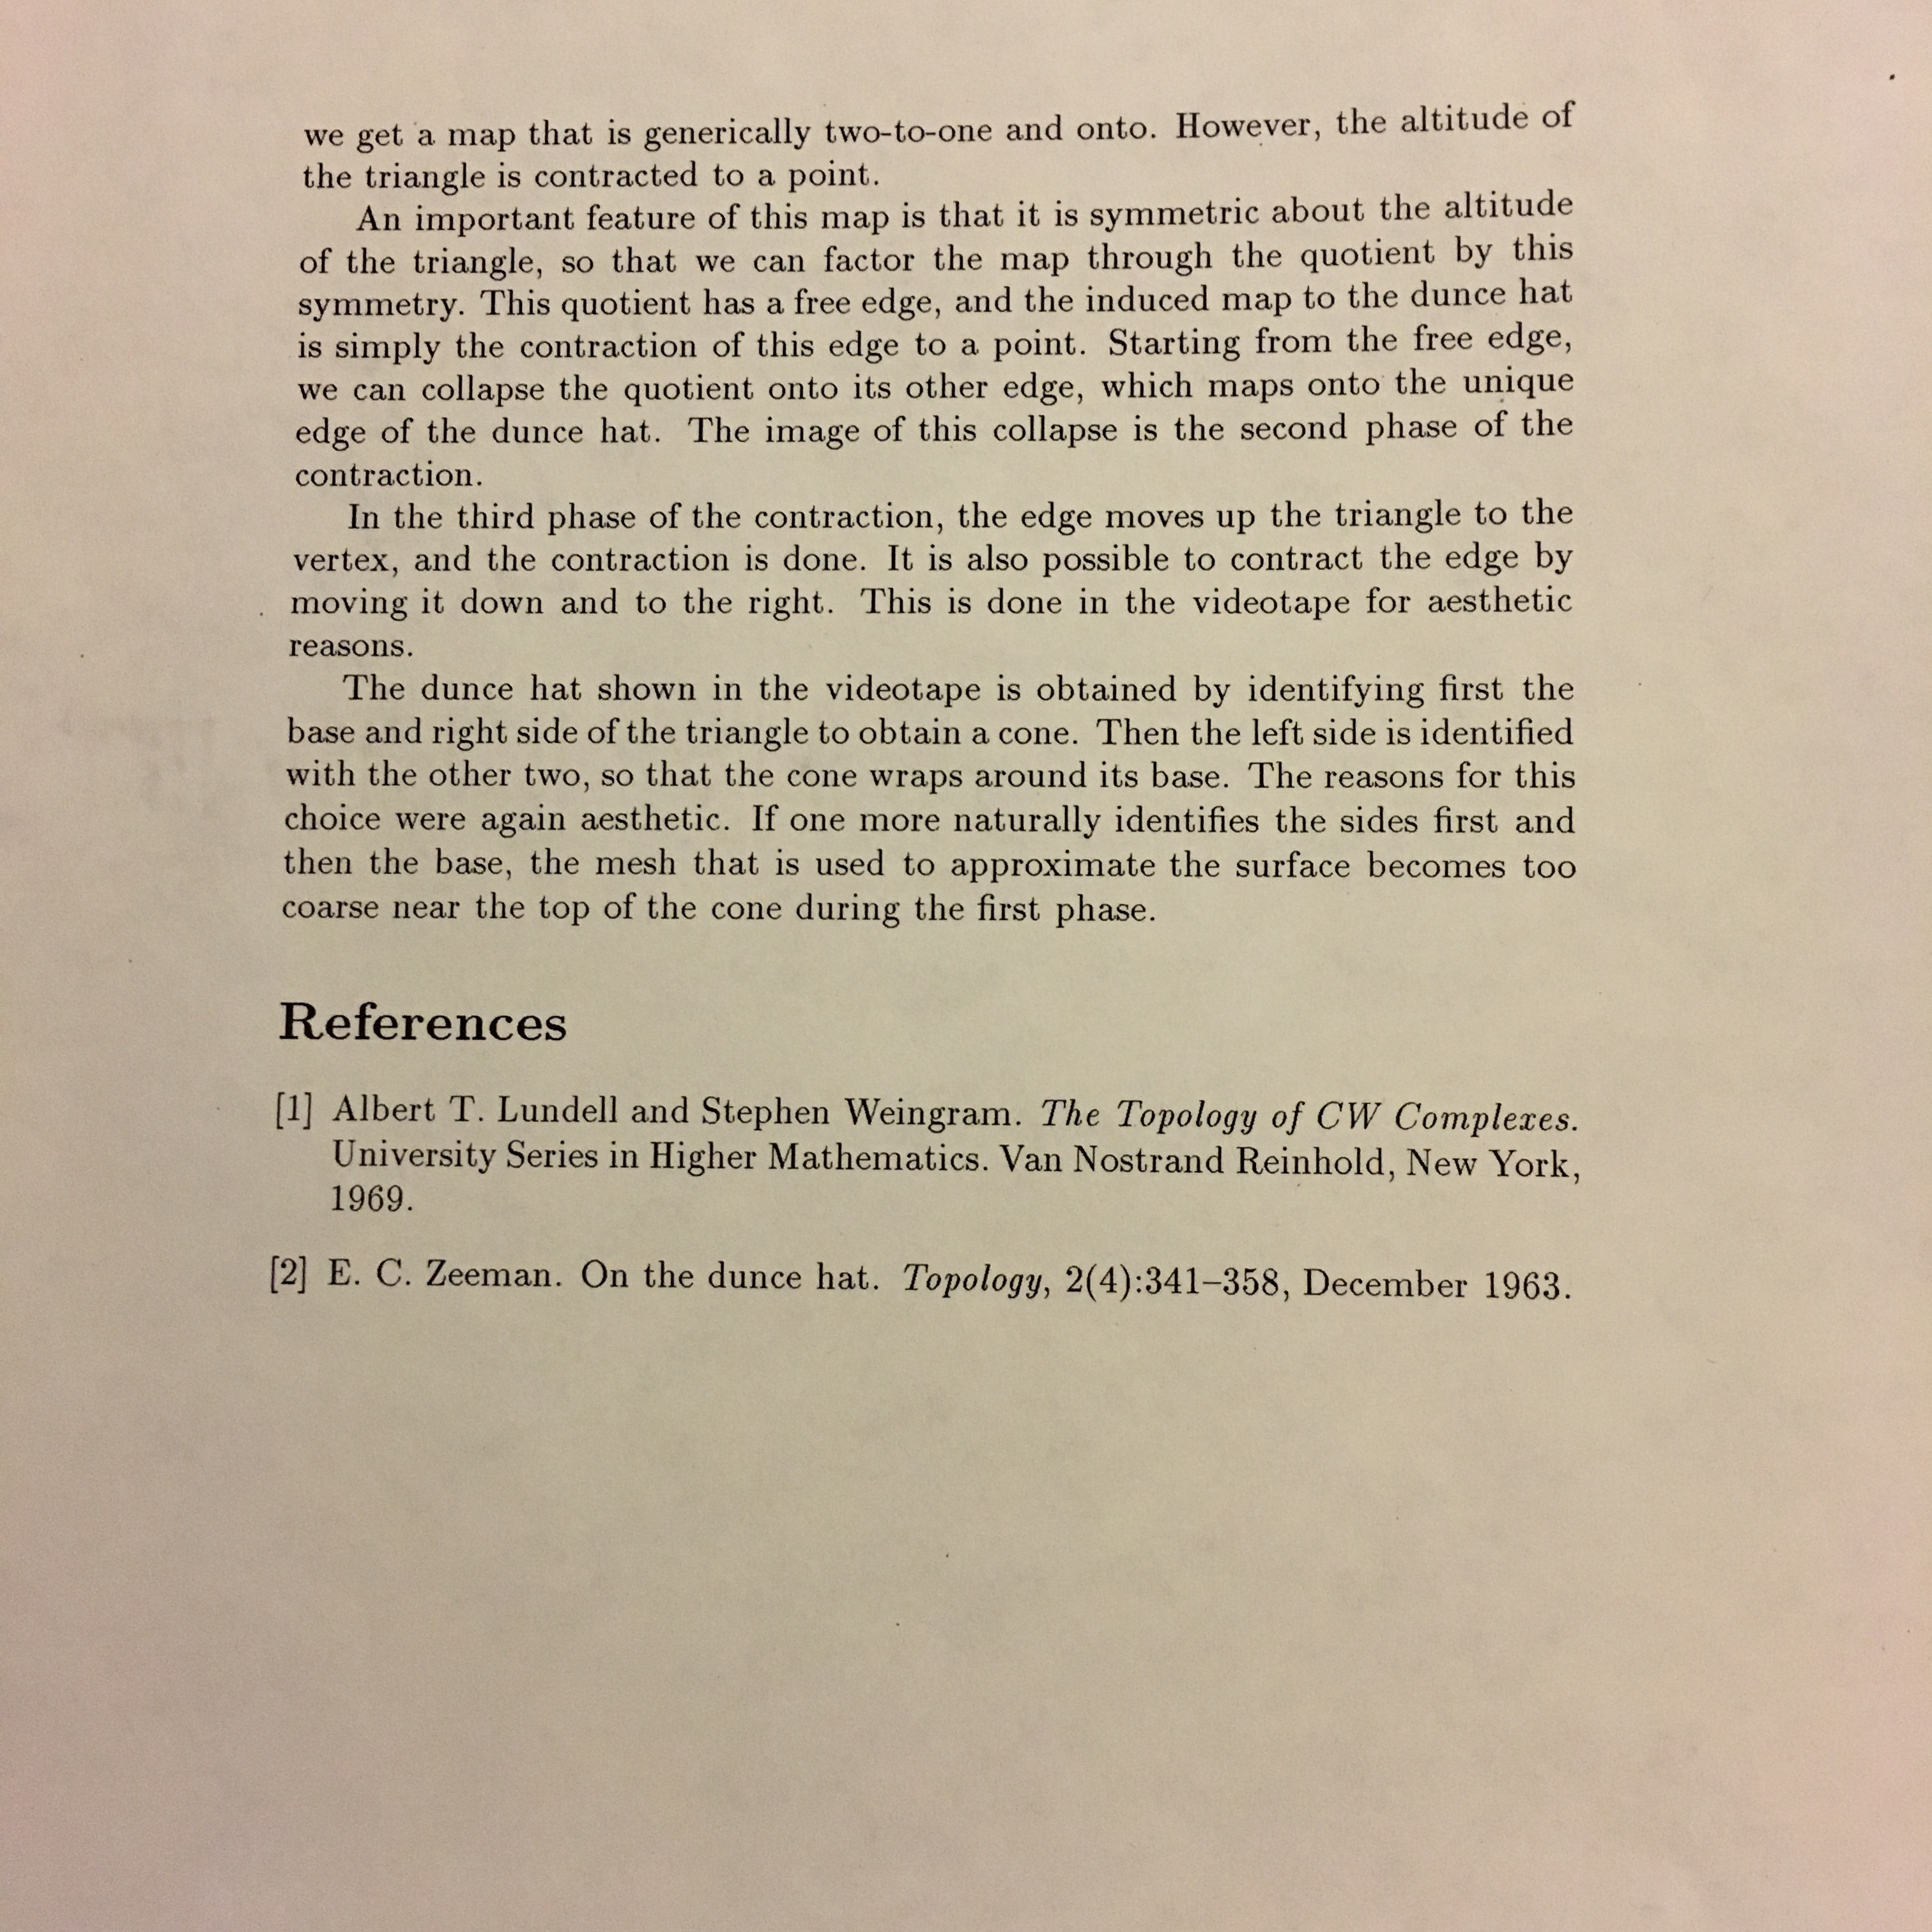 we get a map that is generically two-to-one and onto. However, the altitude of
the triangle is contracted to a point.
An important feature of this map is that it is symmetric about the altitude
of the triangle, so that we can factor the map through the quotient by this
symmetry. This quotient has a free edge, and the induced map to the dunce hat
is simply the contraction of this edge to a point. Starting from the free edge,
we can collapse the quotient onto its other edge, which maps onto the unique
edge of the dunce hat. The image of this collapse is the second phase of the
contraction.
In the third phase of the contraction, the edge moves up the triangle to the
vertex, and the contraction is done. It is also possible to contract the edge by
moving it down and to the right. This is done in the videotape for aesthetic
reasons.
The dunce hat shown in the videotape is obtained by identifying first the
base and right side of the triangle to obtain a cone. Then the left side is identified
with the other two, so that the cone wraps around its base. The reasons for this
choice were again aesthetic. If one more naturally identifies the sides first and
then the base, the mesh that is used to approximate the surface becomes too
coarse near the top of the cone during the first phase.
References
[1] Albert T. Lundell and Stephen Weingram. The Topology of CW Complexes.
University Series in Higher Mathematics. Van Nostrand Reinhold, New York,
1969.
[2] E. C. Zeeman. On the dunce hat. Topology, 2(4):341–358, December 1963.